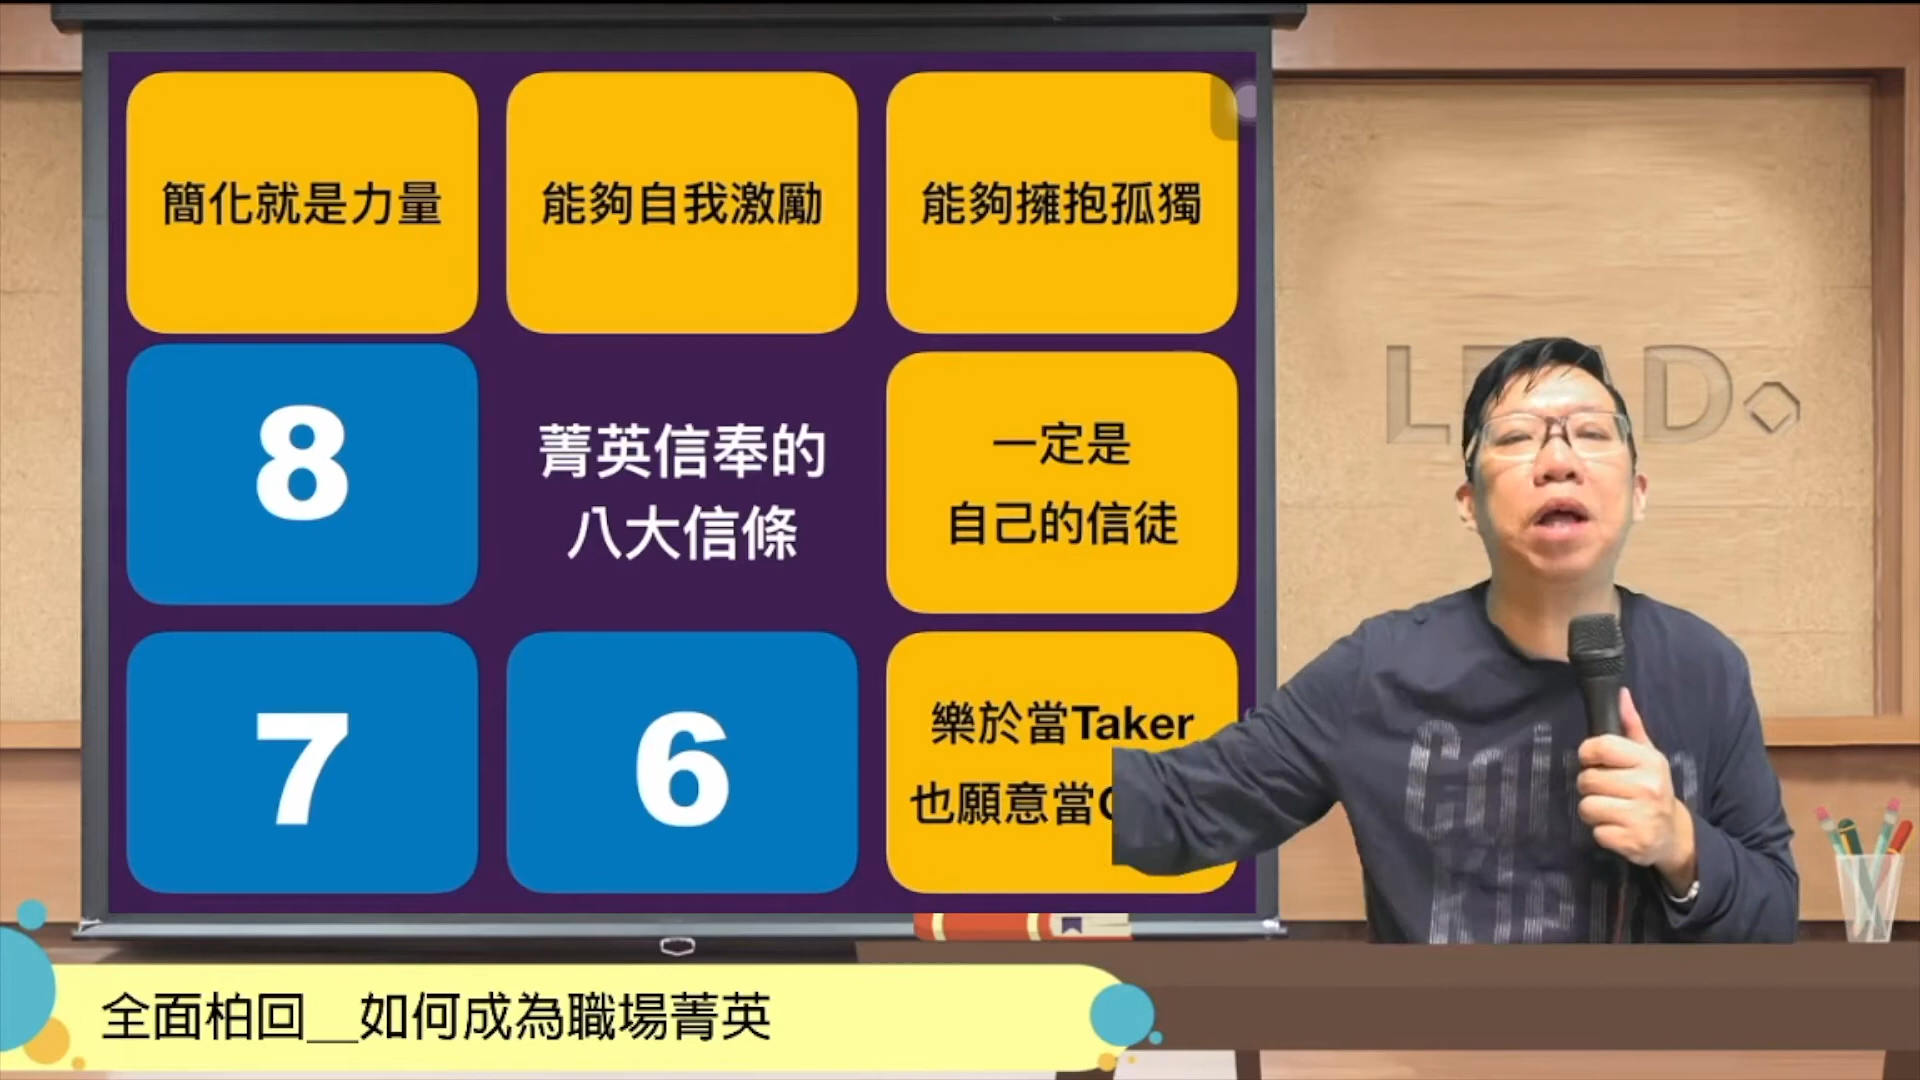 簡化就是力量
能夠自我激勵
能夠擁抱孤獨
8
菁英信奉的
八大信條
一定是
自己的信徒
7
6
樂於當Taker
也願意當
全面柏回__如何成為職場菁英